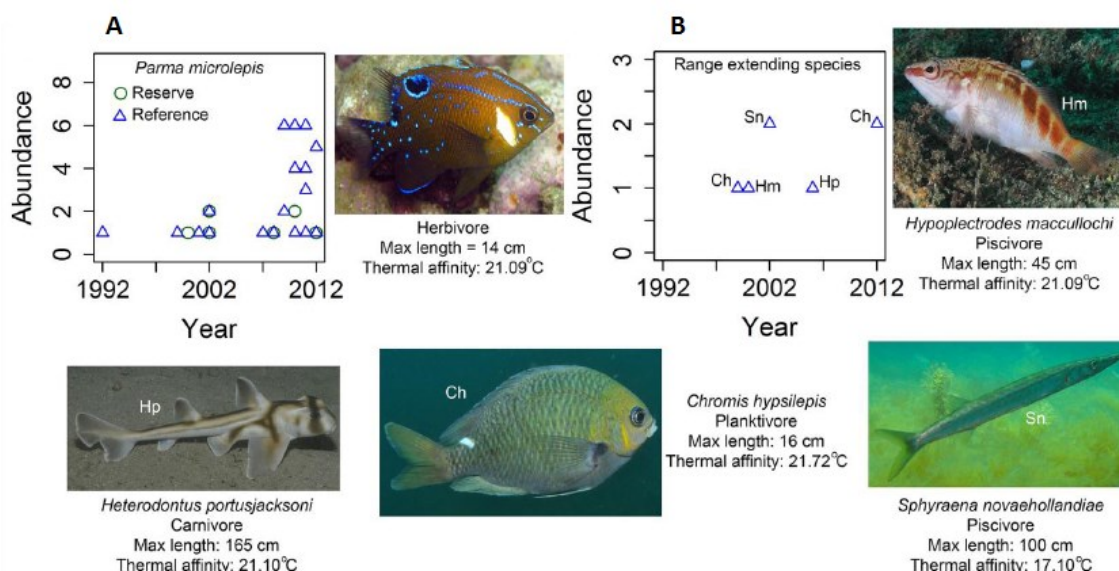 A
Abundance
8
6
4
2
0
Parma microlepis
Reserve
Reference
1992
2002
2012
Year
Herbivore
Max length = 14 cm
Thermal affinity: 21.09°C
B
Abundance
3
2
1
0
Range extending species
Sn
Ch
Ch
Hm
Hp
1992
2002
2012
Year
Hm
Hypoplectrodes maccullochi
Piscivore
Max length: 45 cm
Thermal affinity: 21.09°C
Hp
Heterodontus portusjacksoni
Carnivore
Max length: 165 cm
Thermal affinity: 21.10°C
Ch
Chromis hypsilepis
Planktivore
Max length: 16 cm
Thermal affinity: 21.72°C
Sn
Sphyraena novaehollandiae
Piscivore
Max length: 100 cm
Thermal affinity: 17.10°C